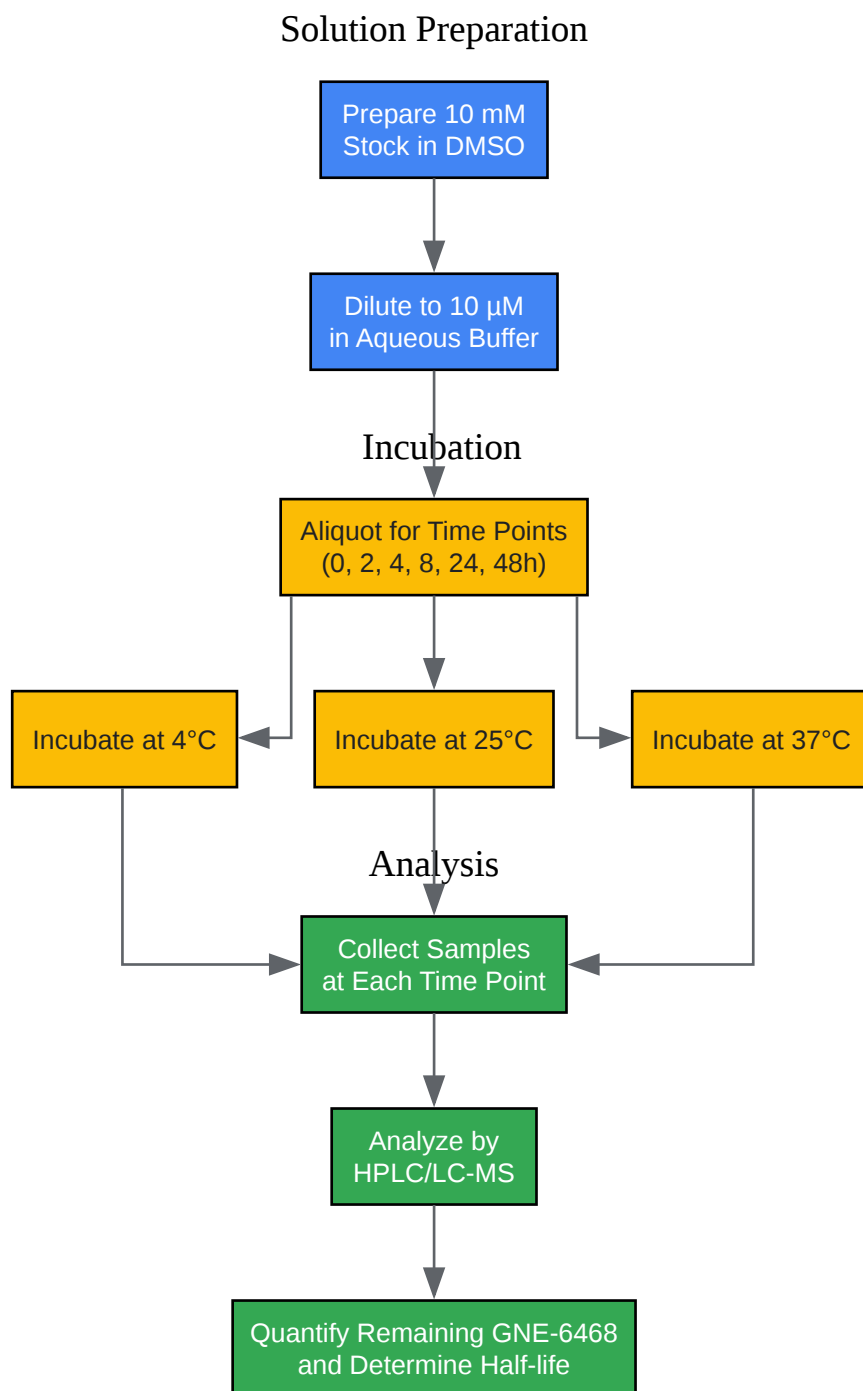 Solution Preparation
Prepare 10 mM
Stock in DMSO
Dilute to 10 µM
in Aqueous Buffer
Incubation
Aliquot for Time Points
(0, 2, 4, 8, 24, 48h)
Incubate at 4°C
Incubate at 25°C
Incubate at 37°C
Analysis
Collect Samples
at Each Time Point
Analyze by
HPLC/LC-MS
Quantify Remaining GNE-6468
and Determine Half-life